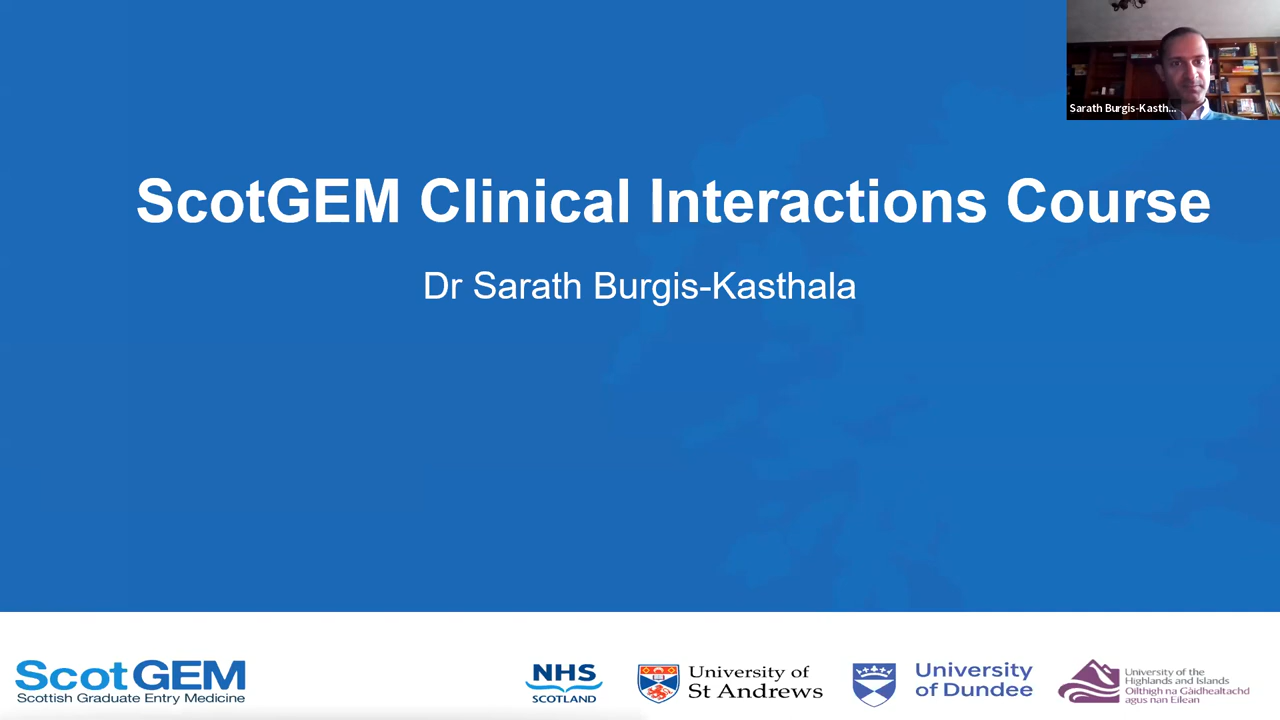 Sarath Burgis-Kasth...
ScotGEM Clinical Interactions Course
Dr Sarath Burgis-Kasthala
ScotGEM
Scottish Graduate Entry Medicine
NHS
SCOTLAND
University of
St Andrews
University
of Dundee
University of the
Highlands and Islands
Oilthigh na Gàidhealtachd
agus nan Eilean